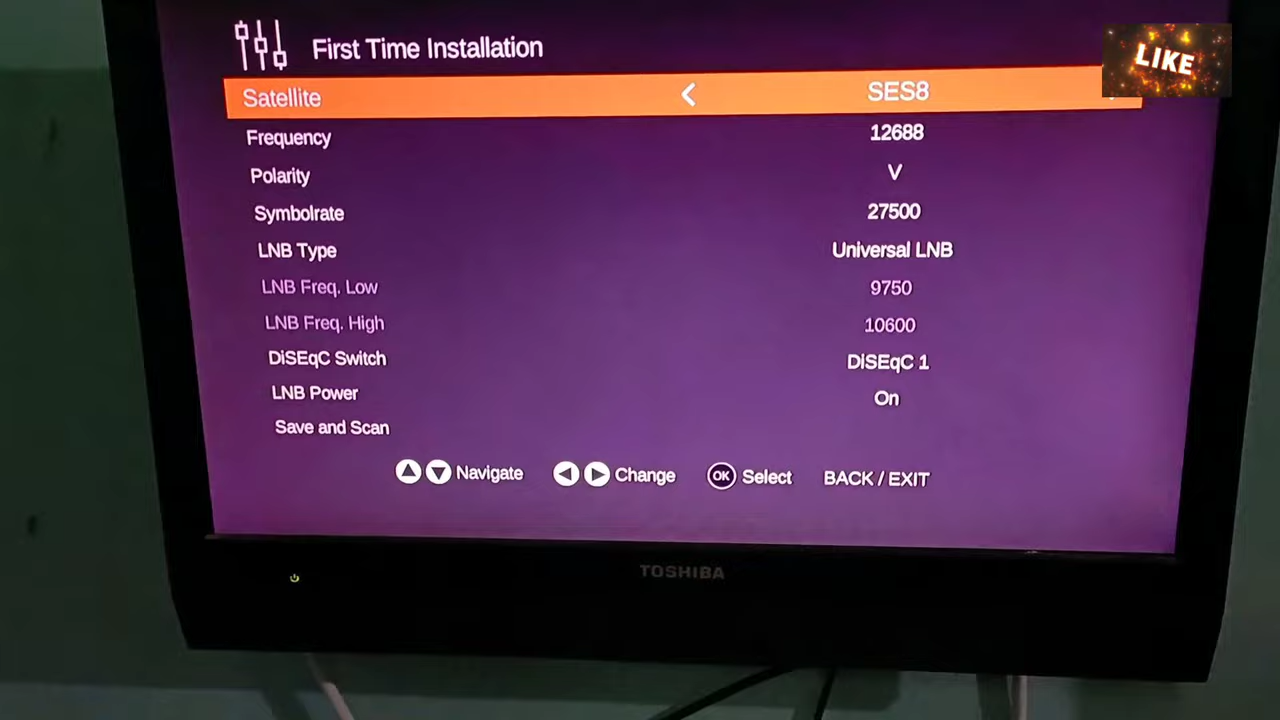 First Time Installation
LIKE
Satellite SES8
Frequency 12688
Polarity V
Symbolrate 27500
LNB Type Universal LNB
LNB Freq. Low 9750
LNB Freq. High 10600
DiSEqC Switch DiSEqC 1
LNB Power On
Save and Scan
Navigate Change OK Select BACK / EXIT
TOSHIBA